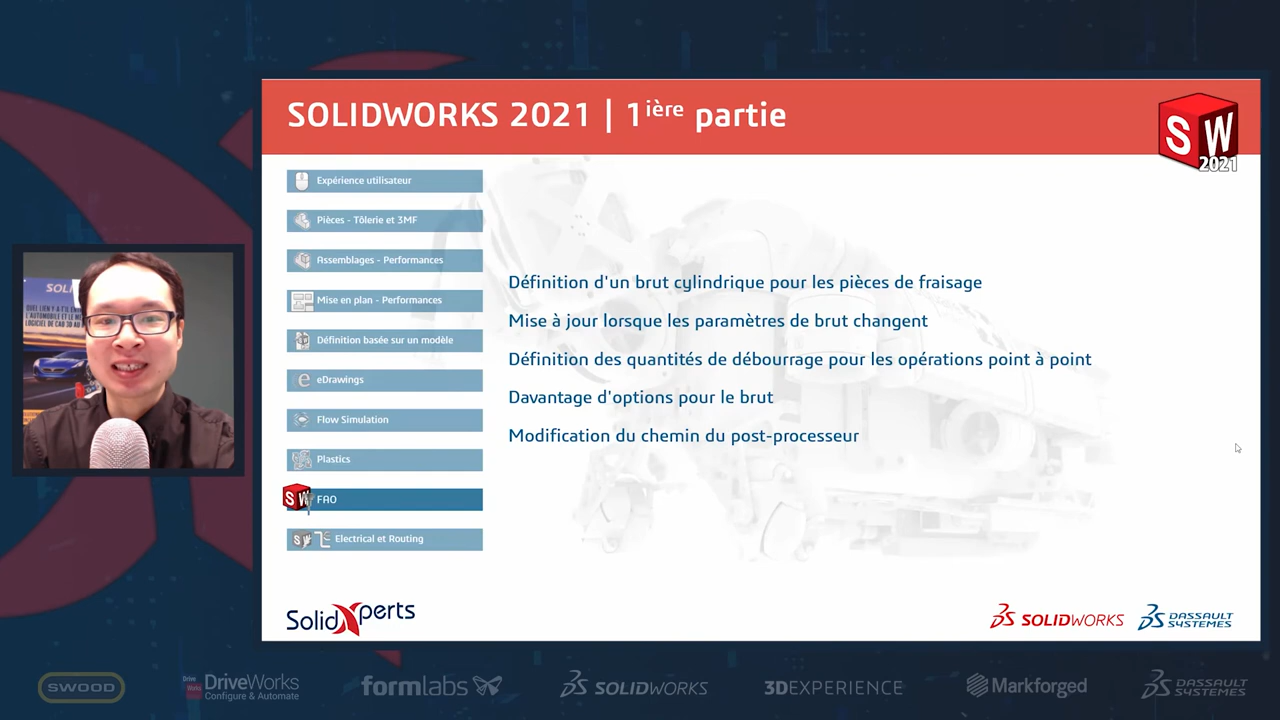 SOLIDWORKS 2021 | 1ière partie
SW
2021
Expérience utilisateur
Pièces - Tôlerie et 3MF
Assemblages - Performances
Mise en plan - Performances
Définition basée sur un modèle
eDrawings
Flow Simulation
Plastics
SW FAO
SW Electrical et Routing
Définition d'un brut cylindrique pour les pièces de fraisage
Mise à jour lorsque les paramètres de brut changent
Définition des quantités de débourrage pour les opérations point à point
Davantage d'options pour le brut
Modification du chemin du post-processeur
SolidXperts
SOLIDWORKS
DASSAULT SYSTEMES
SWOOD
DriveWorks
Configure & Automate
formlabs
SOLIDWORKS
3DEXPERIENCE
Markforged
DASSAULT SYSTEMES